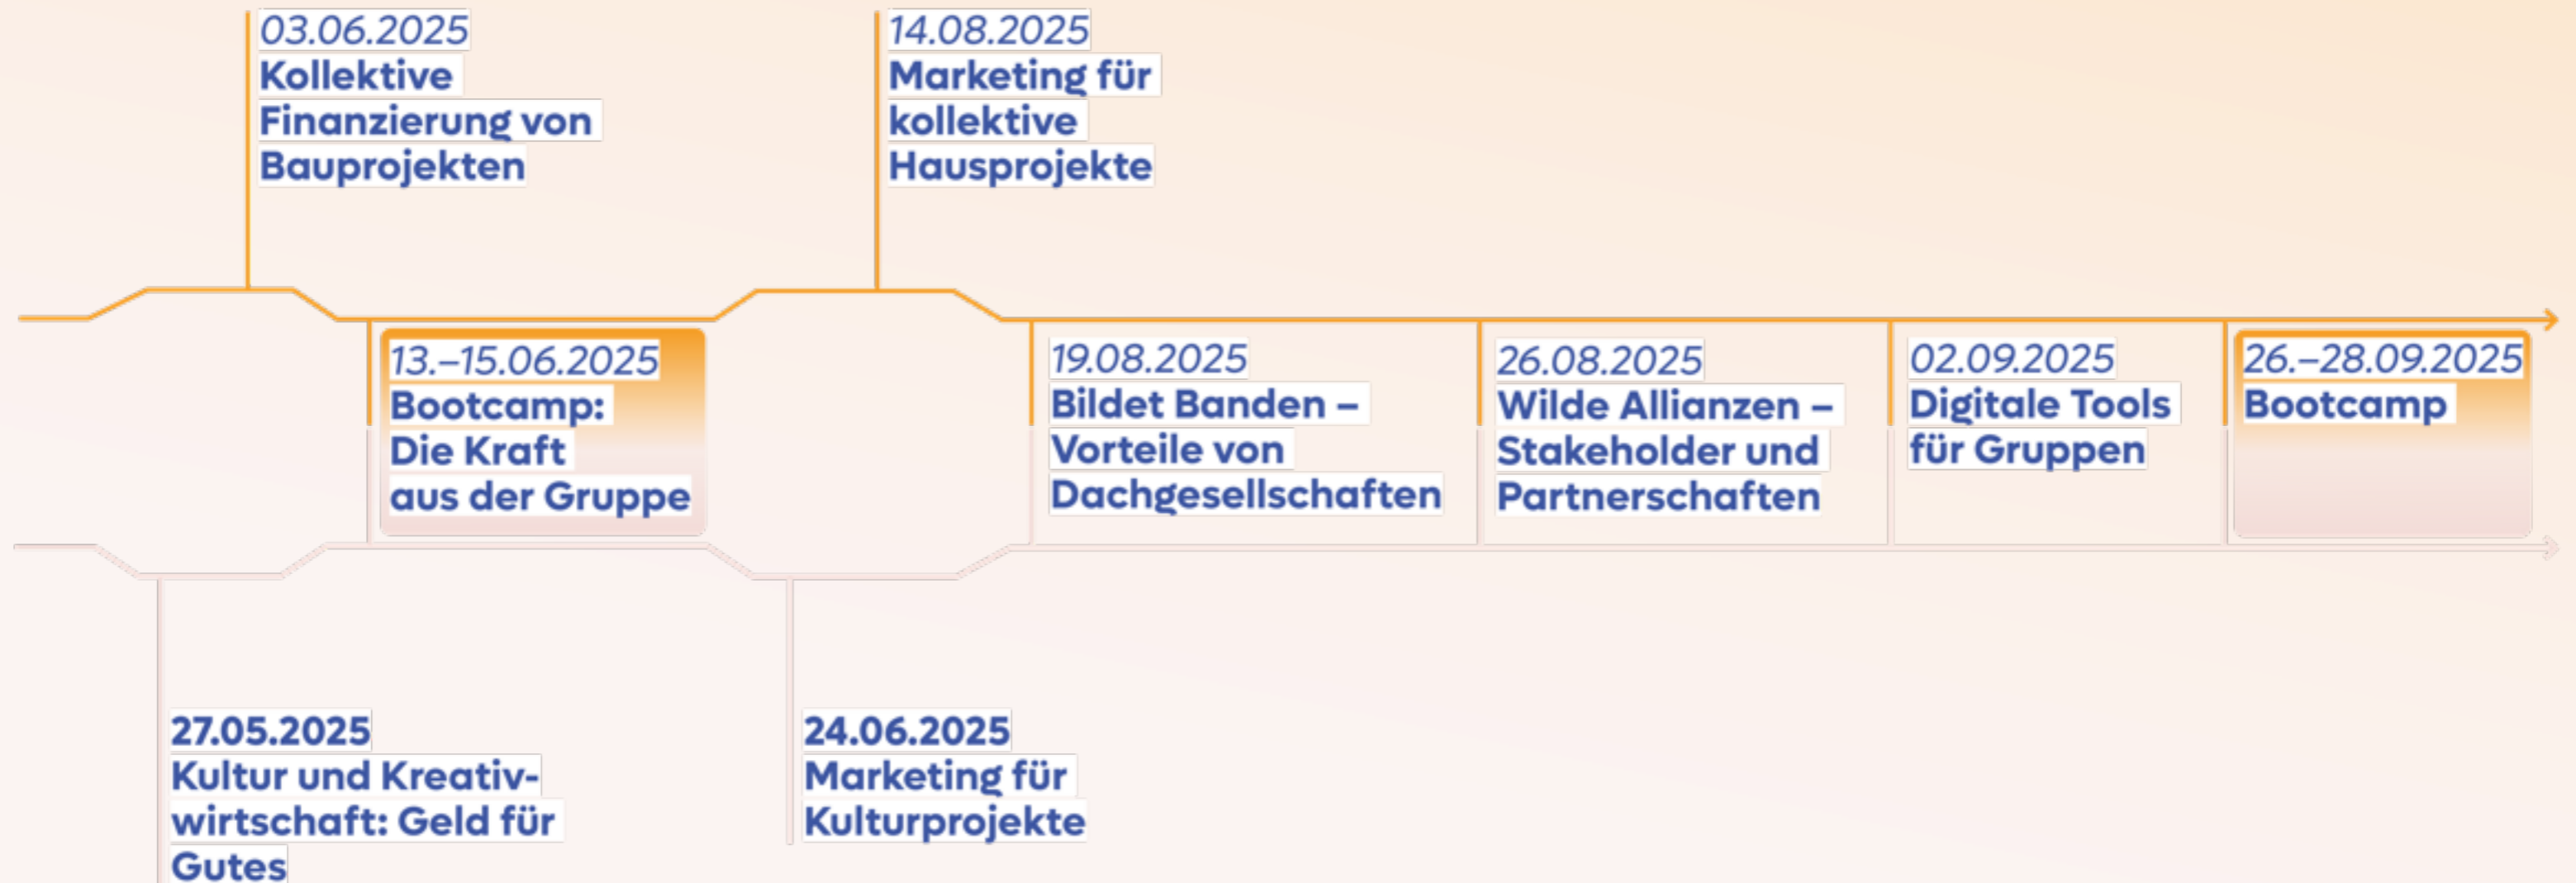 03.06.2025
Kollektive
Finanzierung von
Bauprojekten
14.08.2025
Marketing für
kollektive
Hausprojekte
13.–15.06.2025
Bootcamp:
Die Kraft
aus der Gruppe
19.08.2025
Bildet Banden –
Vorteile von
Dachgesellschaften
26.08.2025
Wilde Allianzen –
Stakeholder und
Partnerschaften
02.09.2025
Digitale Tools
für Gruppen
26.–28.09.2025
Bootcamp
27.05.2025
Kultur und Kreativ-
wirtschaft: Geld für
Gutes
24.06.2025
Marketing für
Kulturprojekte